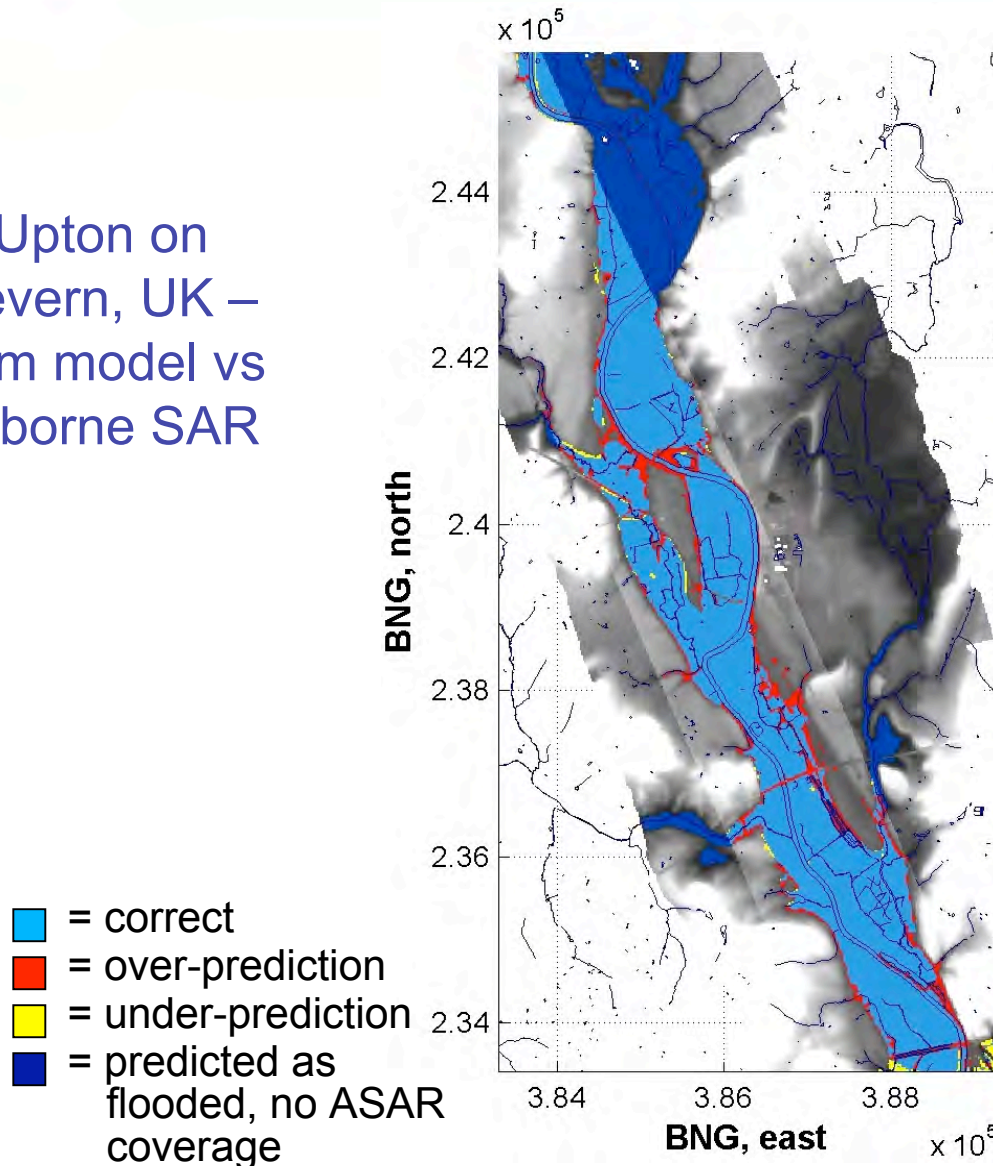 Upton on
evern, UK –
m model vs
borne SAR
= correct
= over-prediction
= under-prediction
= predicted as
flooded, no ASAR
coverage
x 10^5
2.44
2.42
2.4
2.38
2.36
2.34
BNG, north
3.84 3.86 3.88
BNG, east
x 10^5